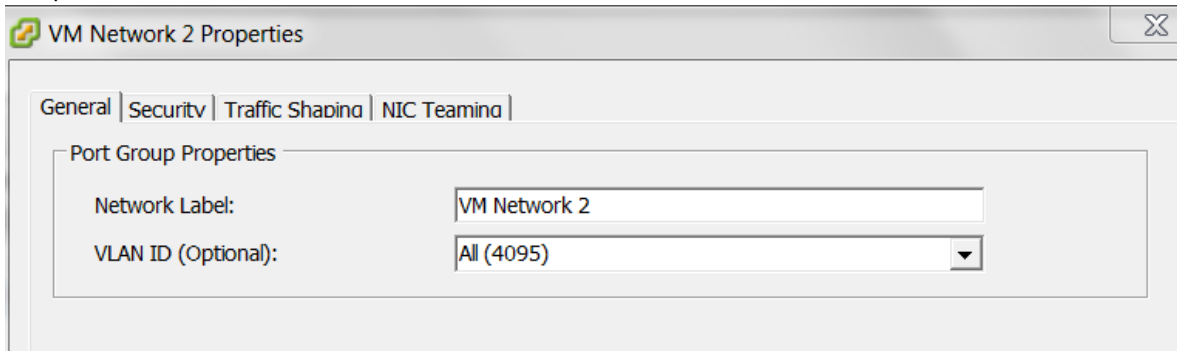 VM Network 2 Properties
General Security Traffic Shaping NIC Teaming
Port Group Properties
Network Label: VM Network 2
VLAN ID (Optional): All (4095)